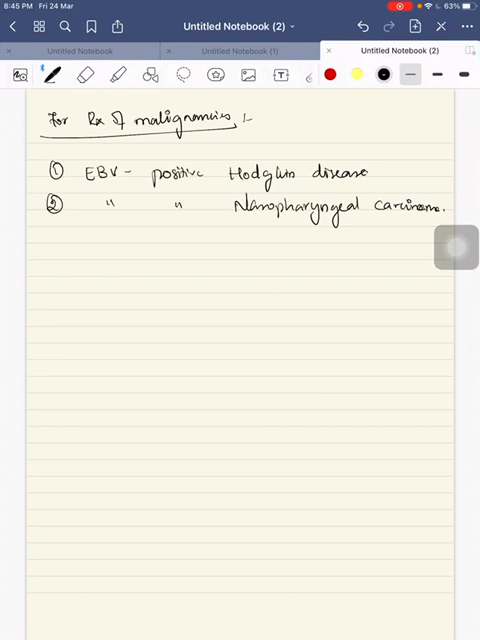 8:45 PM Fri 24 Mar 63%
Untitled Notebook (2)
Untitled Notebook Untitled Notebook (1) Untitled Notebook (2)
for Rx of malignancies :-
① EBV - positive Hodgkin disease
② " " Nasopharyngeal carcinoma.